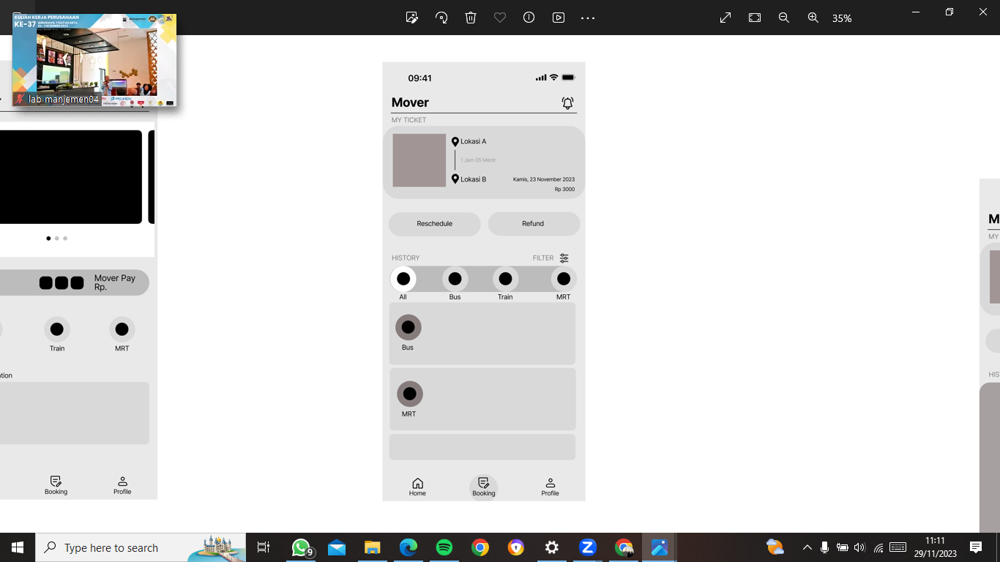 35%
KULIAH KERJA PERUSAHAAN
KE-37
lab manjemen04
PELINDO
09:41
Mover
MY TICKET
Lokasi A
1 Jam 05 Menit
Lokasi B
Kamis, 23 November 2023
Rp 3000
Reschedule
Refund
HISTORY
FILTER
All
Bus
Train
MRT
Bus
MRT
Home
Booking
Profile
Mover Pay
Rp.
Train
MRT
Booking
Profile
M
MY
HIS
Type here to search
9
11:11
29/11/2023